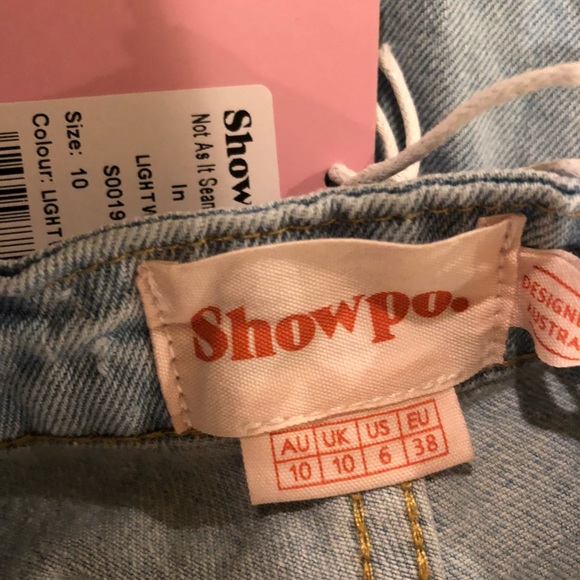 Show
Not As It Sean
In
LIGHT
S0019
Size: 10
Colour: LIGHT
Showpo.
DESIGNE
AUSTRA
AU UK US EU
10 10 6 38